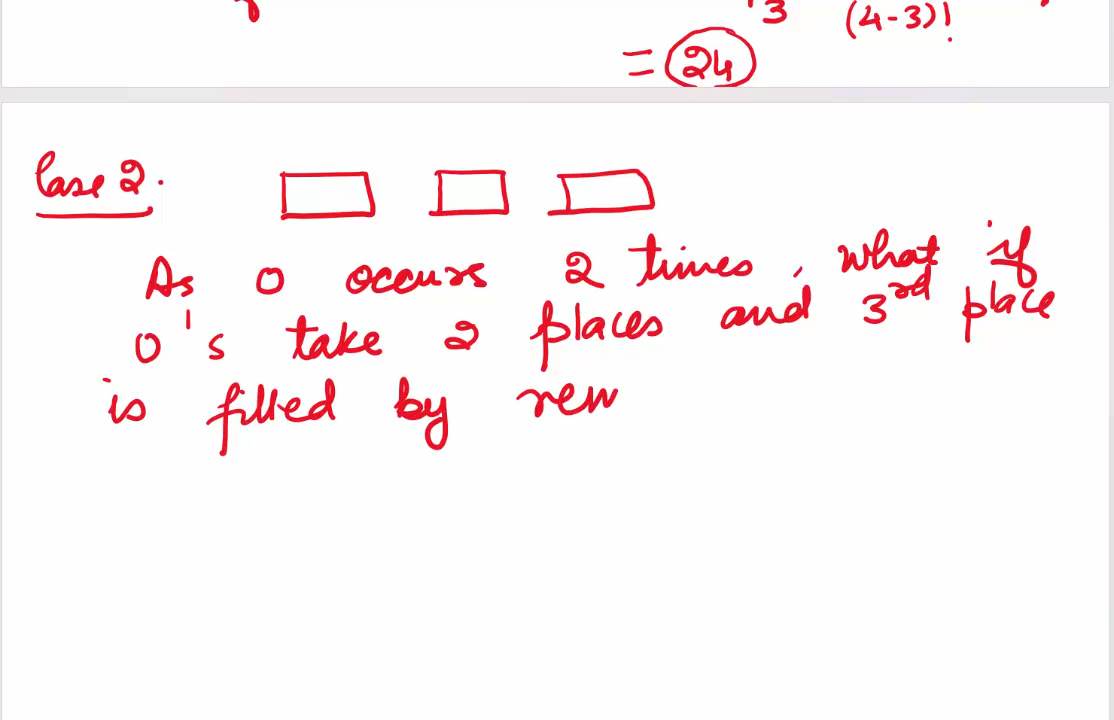 3 (4-3)!
= 24
Case 2.
As 0 occurs 2 times, what if
0's take 2 places and 3rd place
is filled by rem